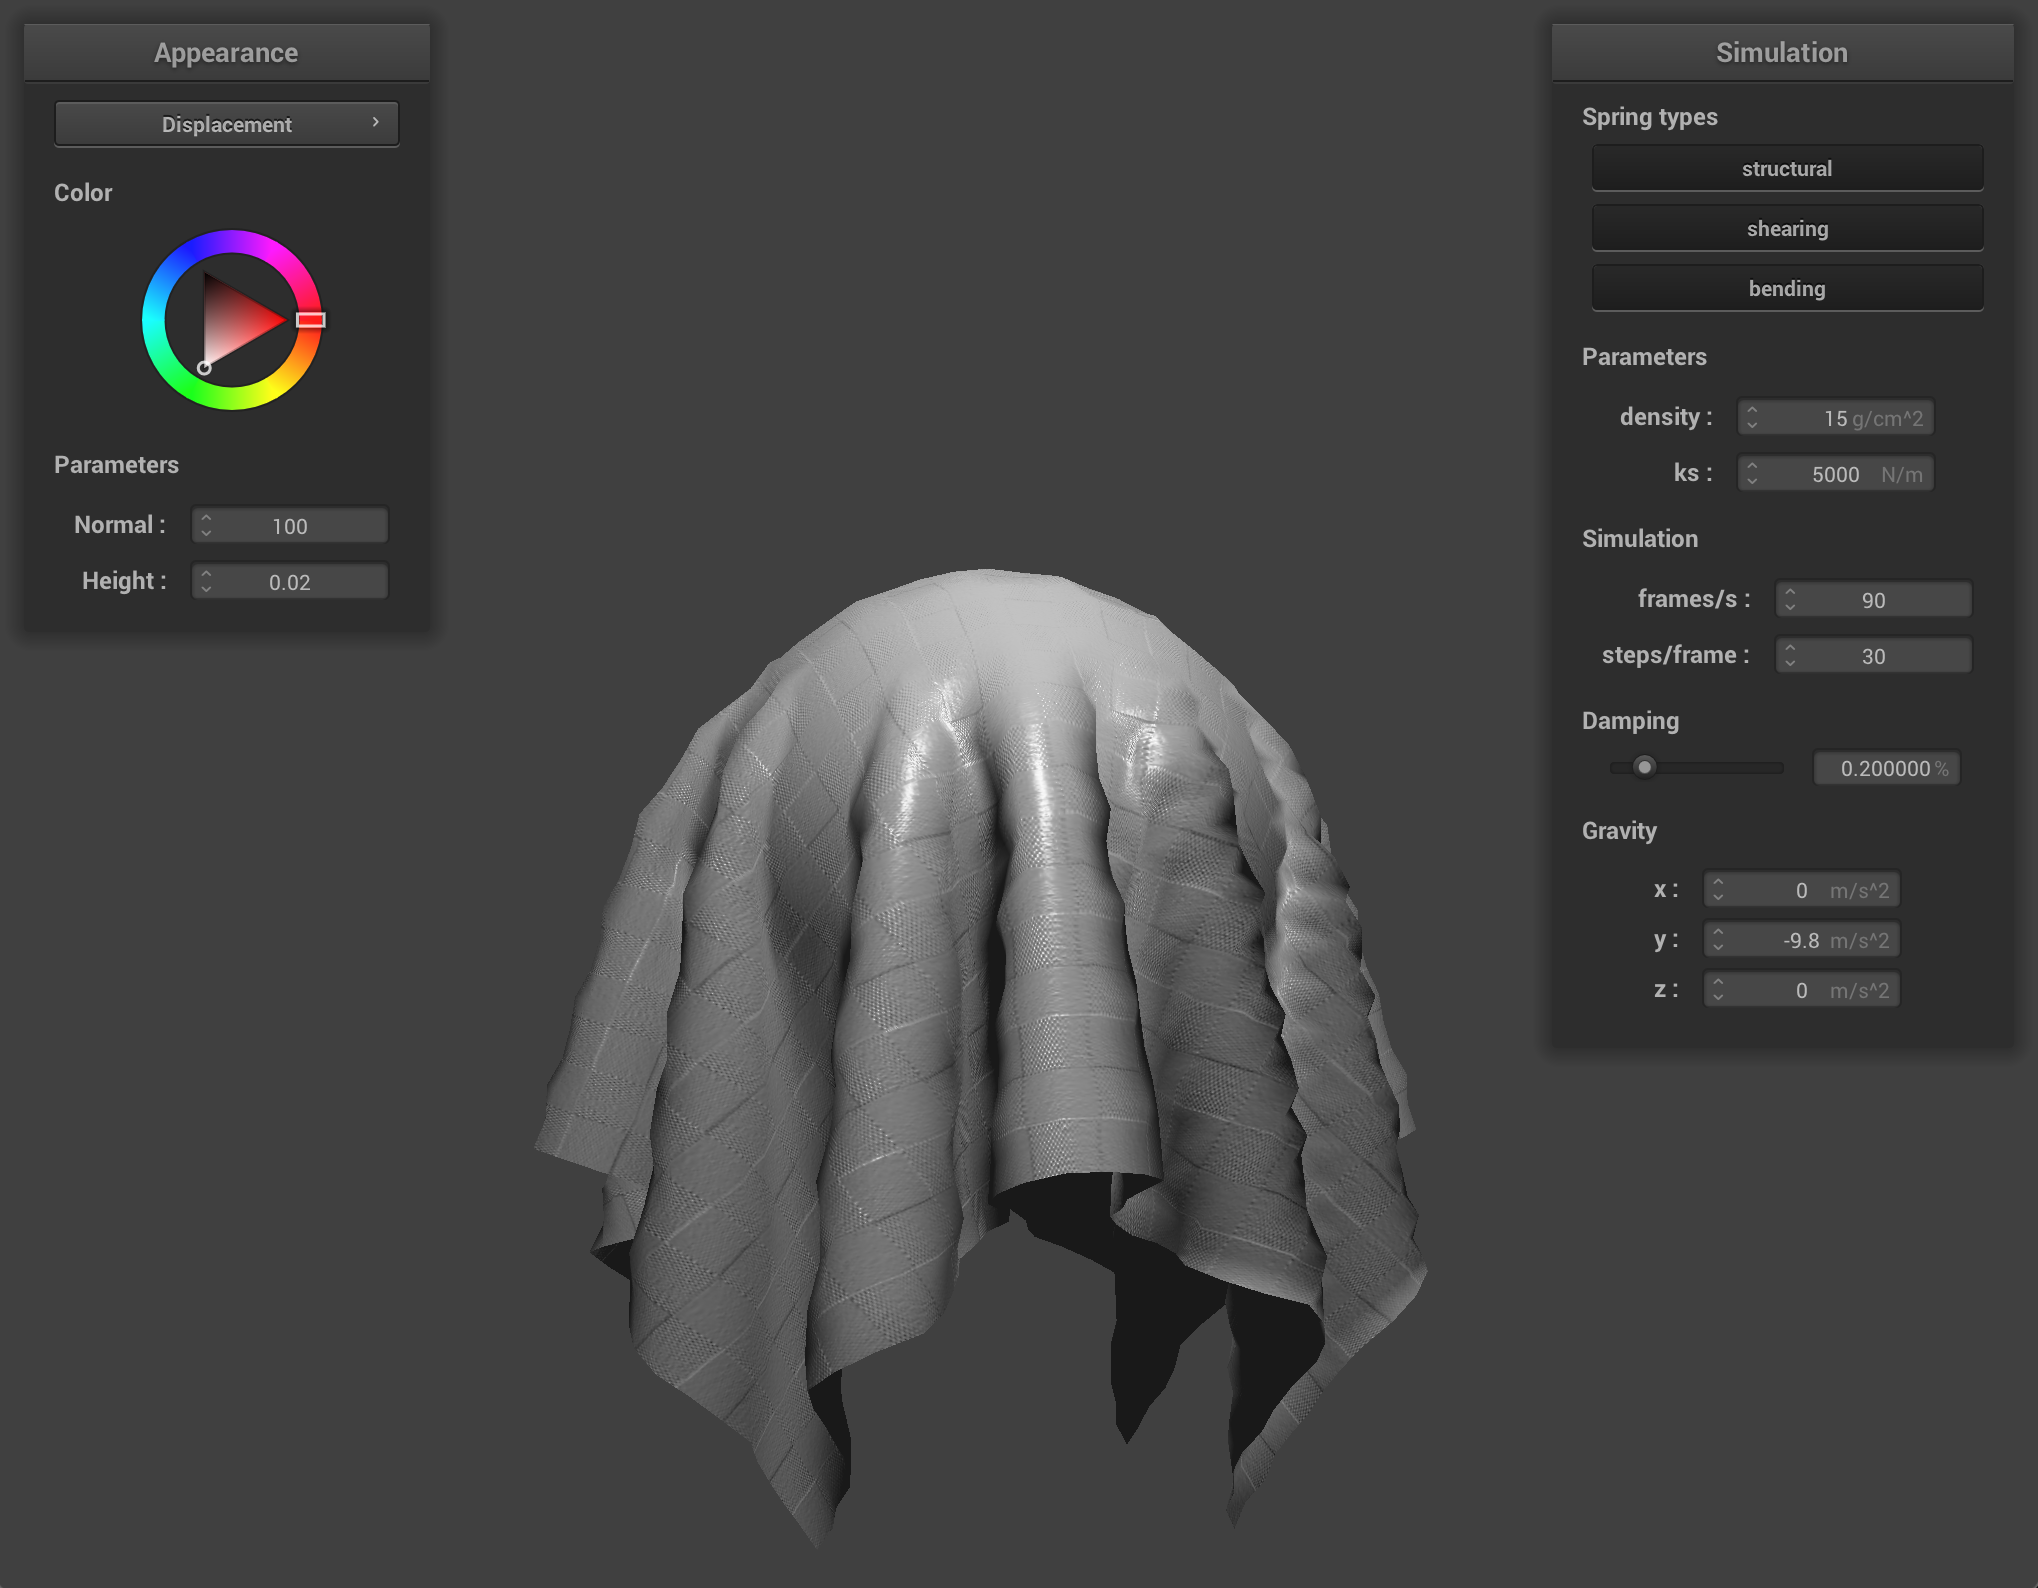 Appearance
Displacement
Color
Parameters
Normal : 100
Height : 0.02
Simulation
Spring types
structural
shearing
bending
Parameters
density : 15 g/cm^2
ks : 5000 N/m
Simulation
frames/s : 90
steps/frame : 30
Damping
0.200000 %
Gravity
x : 0 m/s^2
y : -9.8 m/s^2
z : 0 m/s^2